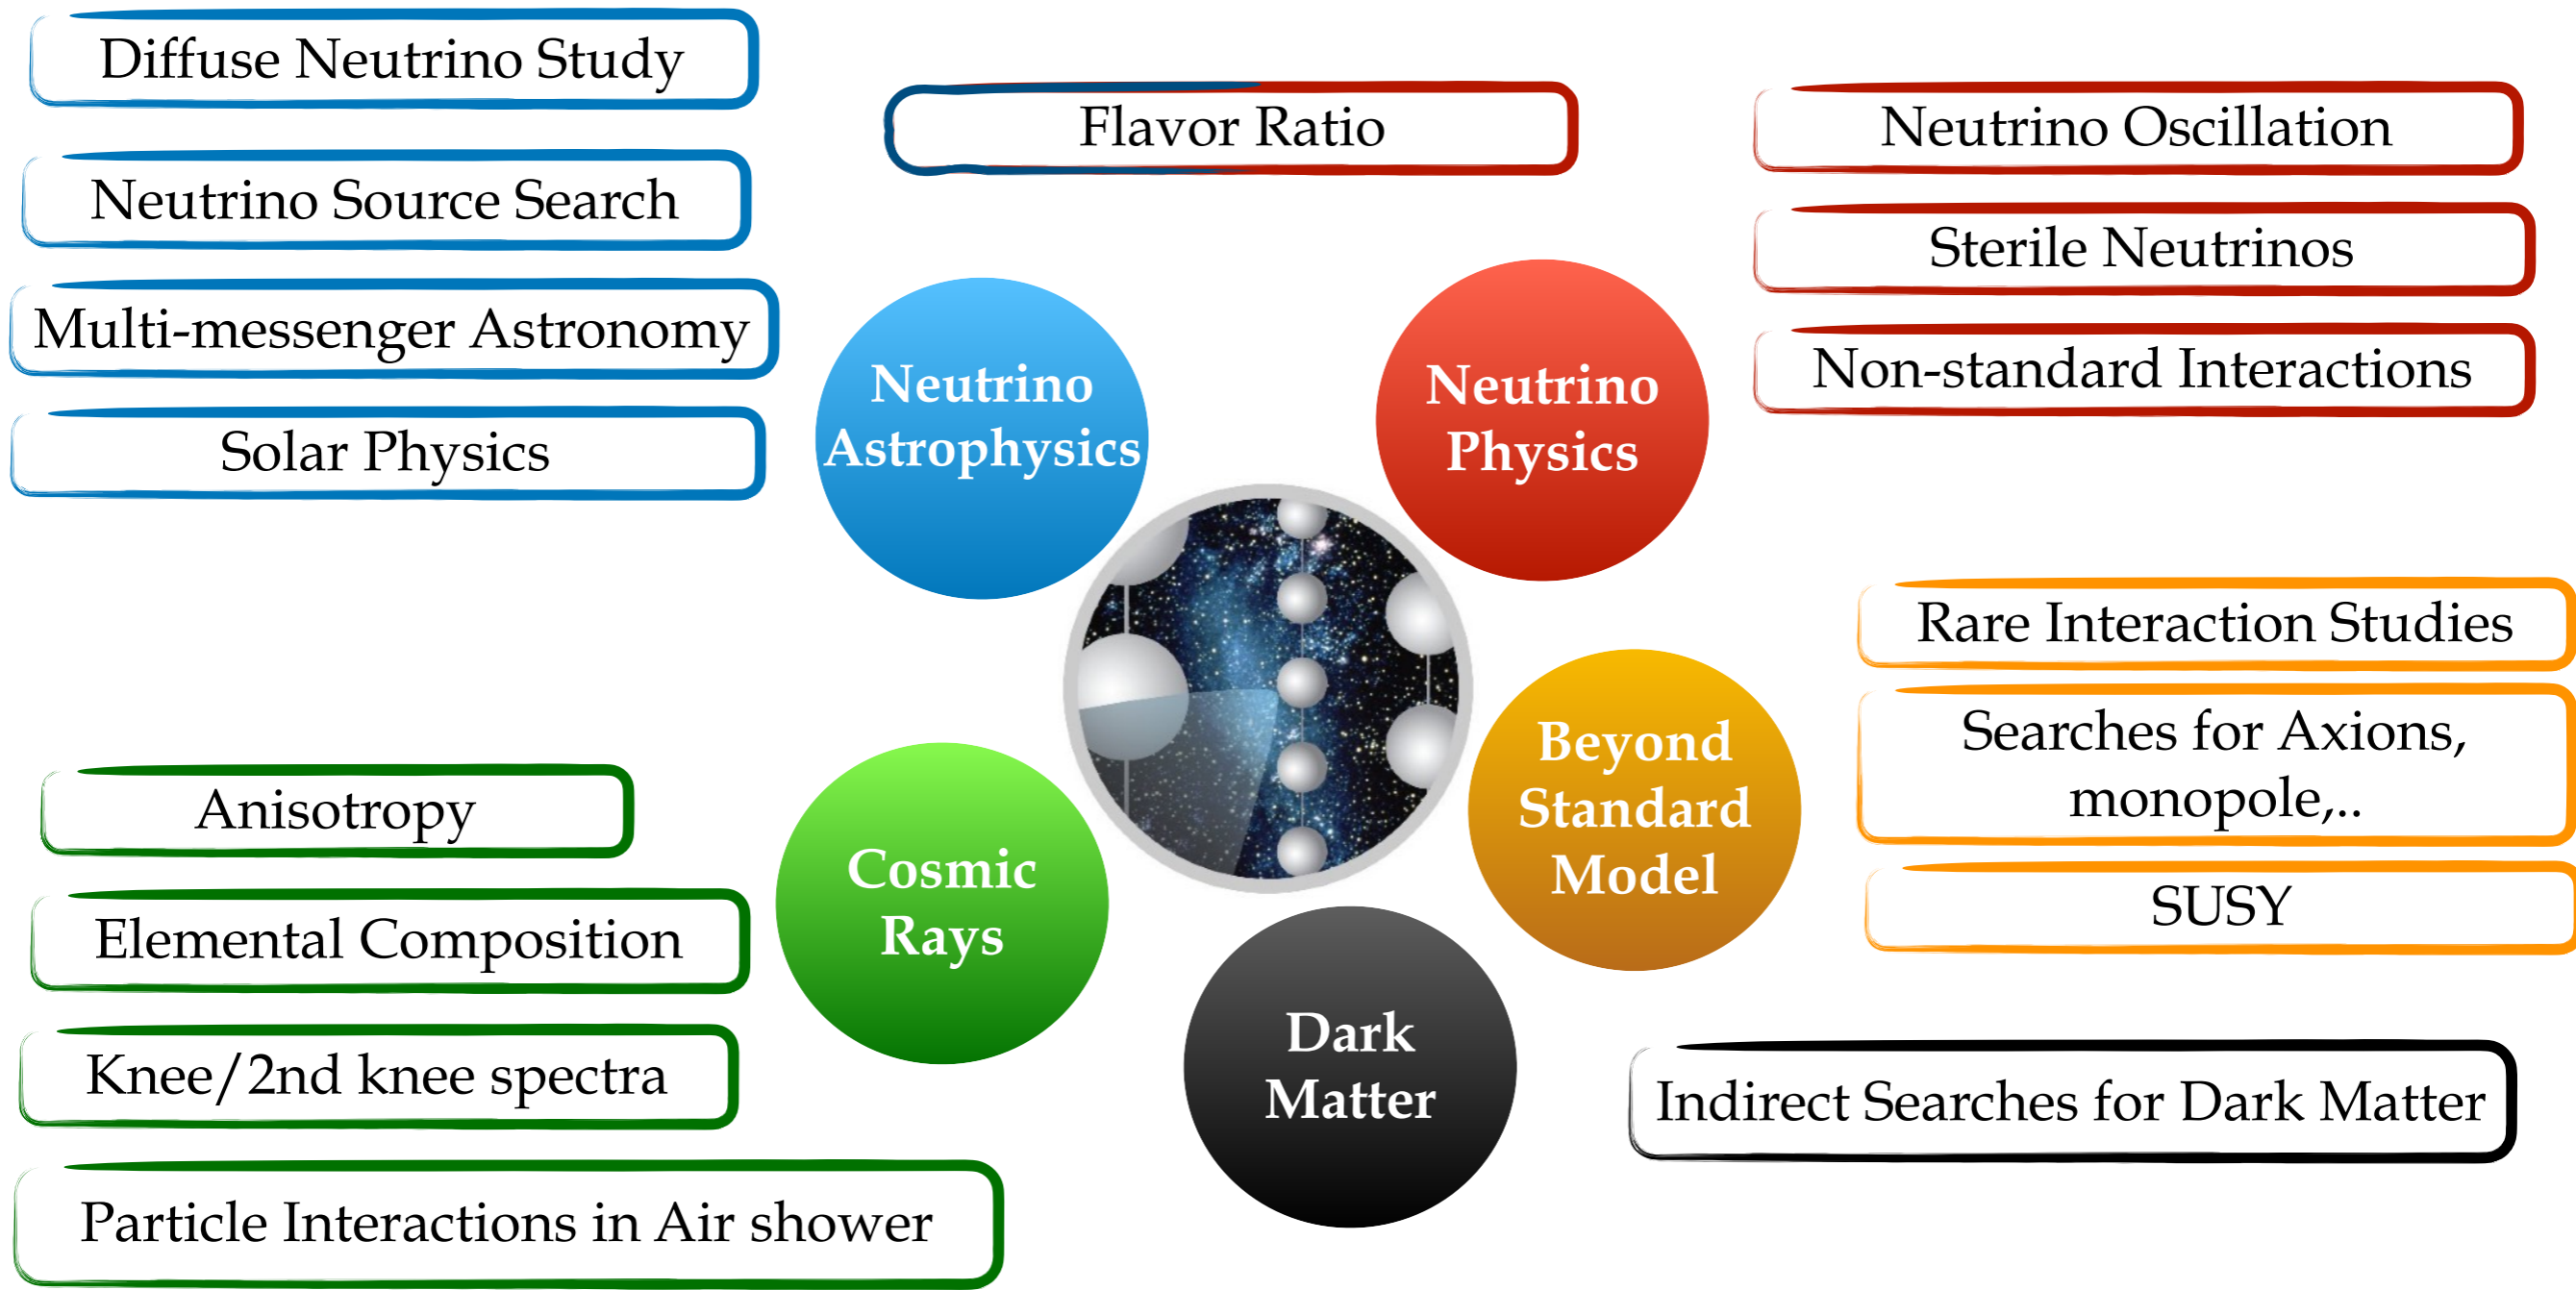 Diffuse Neutrino Study
Neutrino Source Search
Multi-messenger Astronomy
Solar Physics
Flavor Ratio
Neutrino Oscillation
Sterile Neutrinos
Non-standard Interactions
Neutrino
Astrophysics
Neutrino
Physics
Rare Interaction Studies
Searches for Axions,
monopole,..
SUSY
Beyond
Standard
Model
Cosmic
Rays
Anisotropy
Elemental Composition
Knee/2nd knee spectra
Particle Interactions in Air shower
Dark
Matter
Indirect Searches for Dark Matter